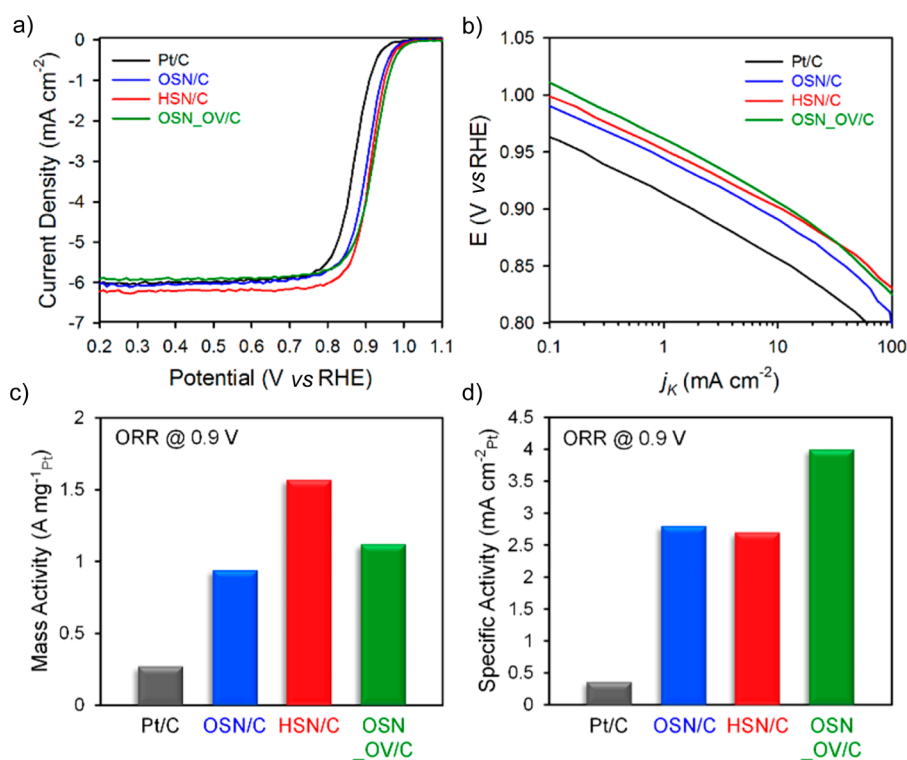 a)
0
-1
-2
-3
-4
-5
-6
-7
Current Density (mA cm⁻²)
Pt/C
OSN/C
HSN/C
OSN_OV/C
0.2 0.3 0.4 0.5 0.6 0.7 0.8 0.9 1.0 1.1
Potential (V vs RHE)
b)
1.05
1.00
0.95
0.90
0.85
0.80
E (V vs RHE)
Pt/C
OSN/C
HSN/C
OSN_OV/C
0.1 1 10 100
jK (mA cm⁻²)
c)
2
1.5
1
0.5
0
Mass Activity (A mg⁻¹Pt)
ORR @ 0.9 V
Pt/C OSN/C HSN/C OSN
_OV/C
d)
4.5
4
3.5
3
2.5
2
1.5
1
0.5
0
Specific Activity (mA cm⁻²Pt)
ORR @ 0.9 V
Pt/C OSN/C HSN/C OSN
_OV/C